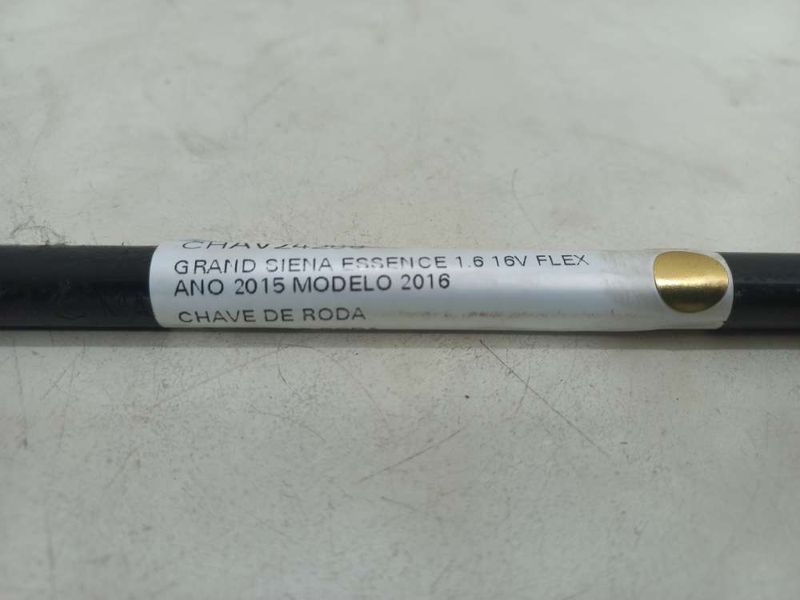 GRAND SIENA ESSENCE 1.6 16V FLEX
ANO 2015 MODELO 2016
CHAVE DE RODA